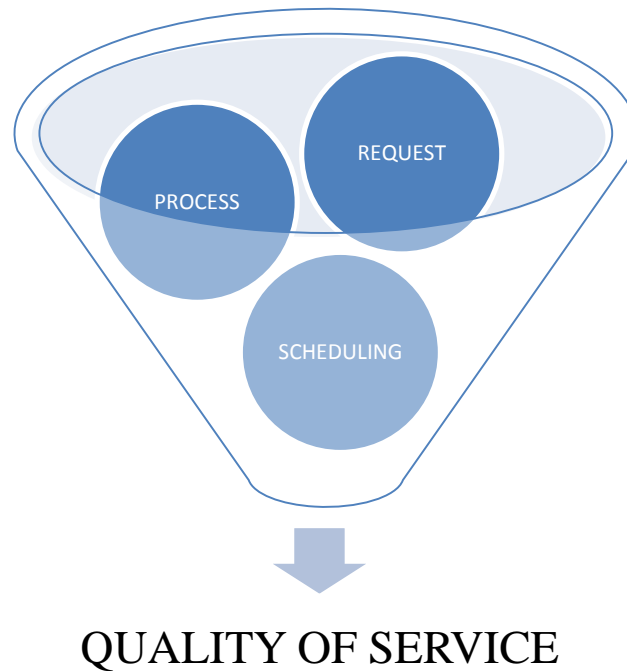 REQUEST
PROCESS
SCHEDULING
QUALITY OF SERVICE